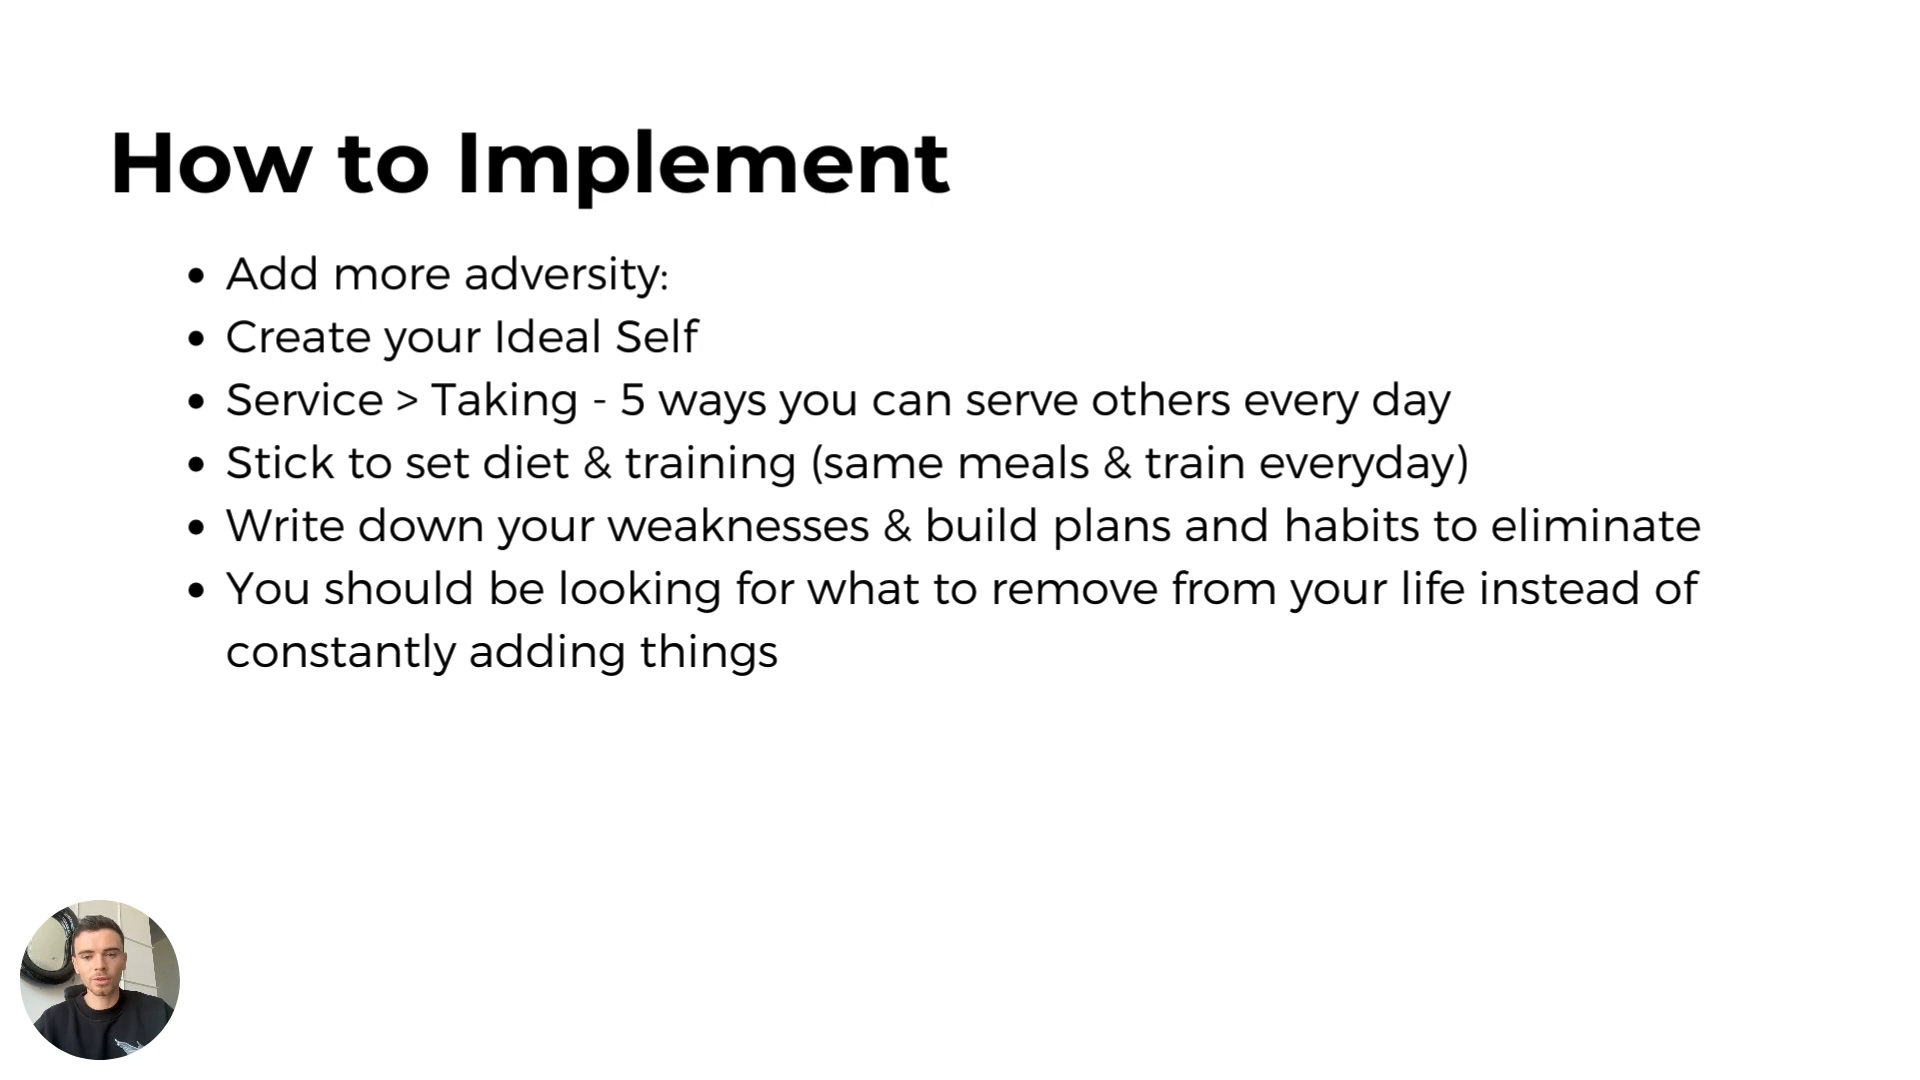 How to Implement
• Add more adversity:
• Create your Ideal Self
• Service > Taking - 5 ways you can serve others every day
• Stick to set diet & training (same meals & train everyday)
• Write down your weaknesses & build plans and habits to eliminate
• You should be looking for what to remove from your life instead of
constantly adding things